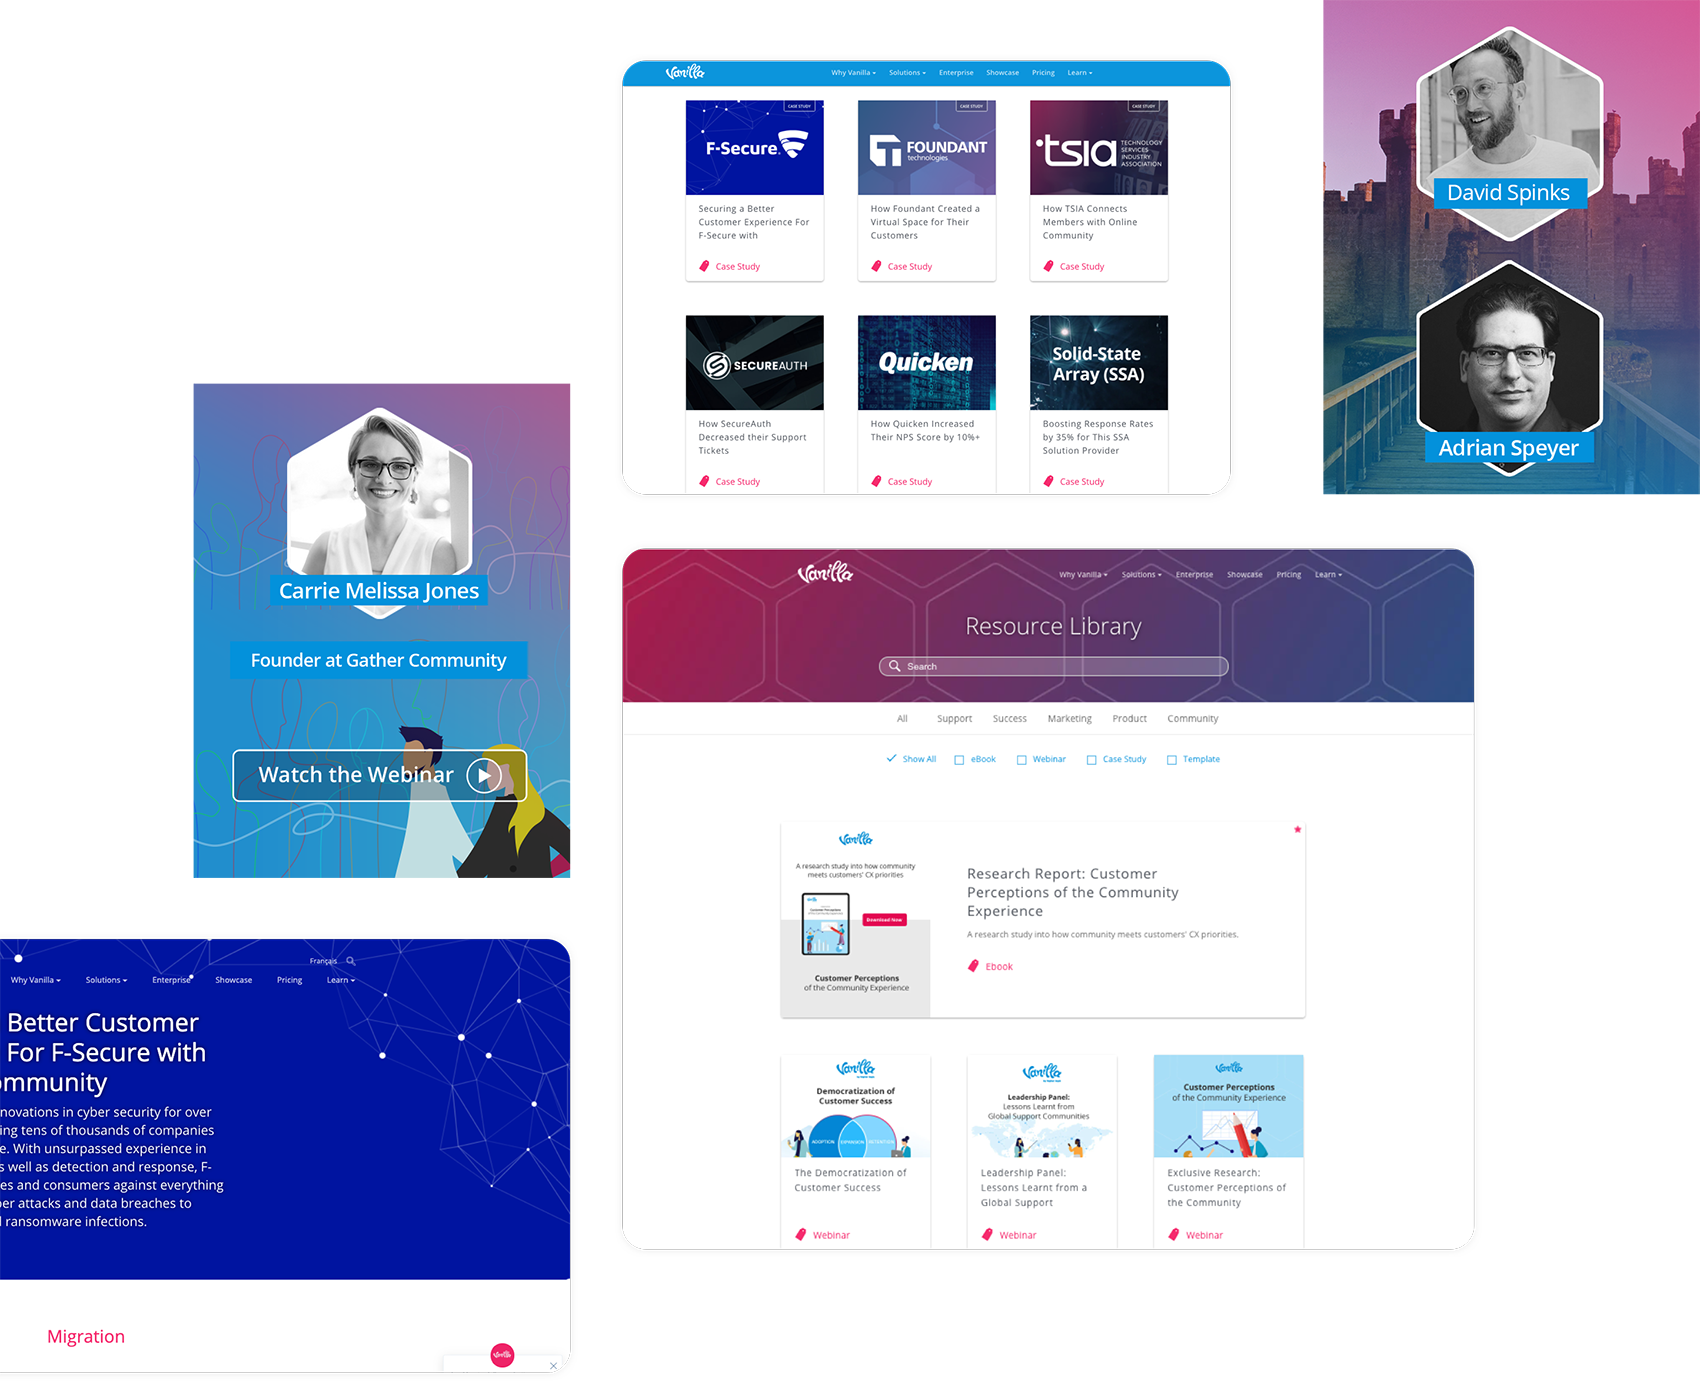 Vanilla
Why Vanilla
Solutions
Enterprise
Showcase
Pricing
Learn
CASE STUDY
F-Secure.
Securing a Better
Customer Experience For
F-Secure with
Case Study
CASE STUDY
FOUNDANT
technologies
How Foundant Created a
Virtual Space for Their
Customers
Case Study
CASE STUDY
tsia
TECHNOLOGY
SERVICES
INDUSTRY
ASSOCIATION
How TSIA Connects
Members with Online
Community
Case Study
SECUREAUTH
How SecureAuth
Decreased their Support
Tickets
Case Study
Quicken
How Quicken Increased
Their NPS Score by 10%+
Case Study
Solid-State
Array (SSA)
Boosting Response Rates
by 35% for This SSA
Solution Provider
Case Study
David Spinks
Adrian Speyer
Carrie Melissa Jones
Founder at Gather Community
Watch the Webinar
Vanilla
Why Vanilla
Solutions
Enterprise
Showcase
Pricing
Learn
Resource Library
Search
All
Support
Success
Marketing
Product
Community
Show All
eBook
Webinar
Case Study
Template
Vanilla
A research study into how community
meets customers' CX priorities
Customer Perceptions
Download Now
Customer Perceptions
of the Community Experience
Research Report: Customer
Perceptions of the Community
Experience
A research study into how community meets customers' CX priorities.
Ebook
Vanilla
Democratization of
Customer Success
ADOPTION
EXPANSION
RETENTION
The Democratization of
Customer Success
Webinar
Vanilla
Leadership Panel:
Lessons Learnt from
Global Support Communities
Leadership Panel:
Lessons Learnt from a
Global Support
Webinar
Vanilla
Customer Perceptions
of the Community Experience
Exclusive Research:
Customer Perceptions of
the Community
Webinar
Français
Why Vanilla
Solutions
Enterprise
Showcase
Pricing
Learn
Better Customer
For F-Secure with
ommunity
novations in cyber security for over
ing tens of thousands of companies
e. With unsurpassed experience in
s well as detection and response, F-
es and consumers against everything
ber attacks and data breaches to
ransomware infections.
Migration
Vanilla